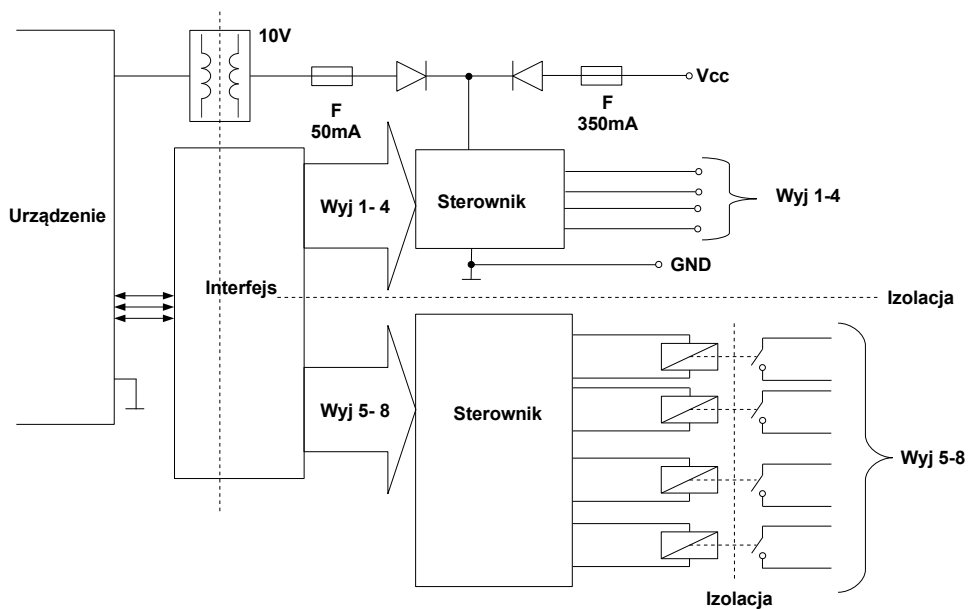 10V
Vcc
F
50mA
F
350mA
Urządzenie
Wyj 1- 4
Sterownik
Wyj 1-4
GND
Interfejs
Izolacja
Wyj 5- 8
Sterownik
Wyj 5-8
Izolacja